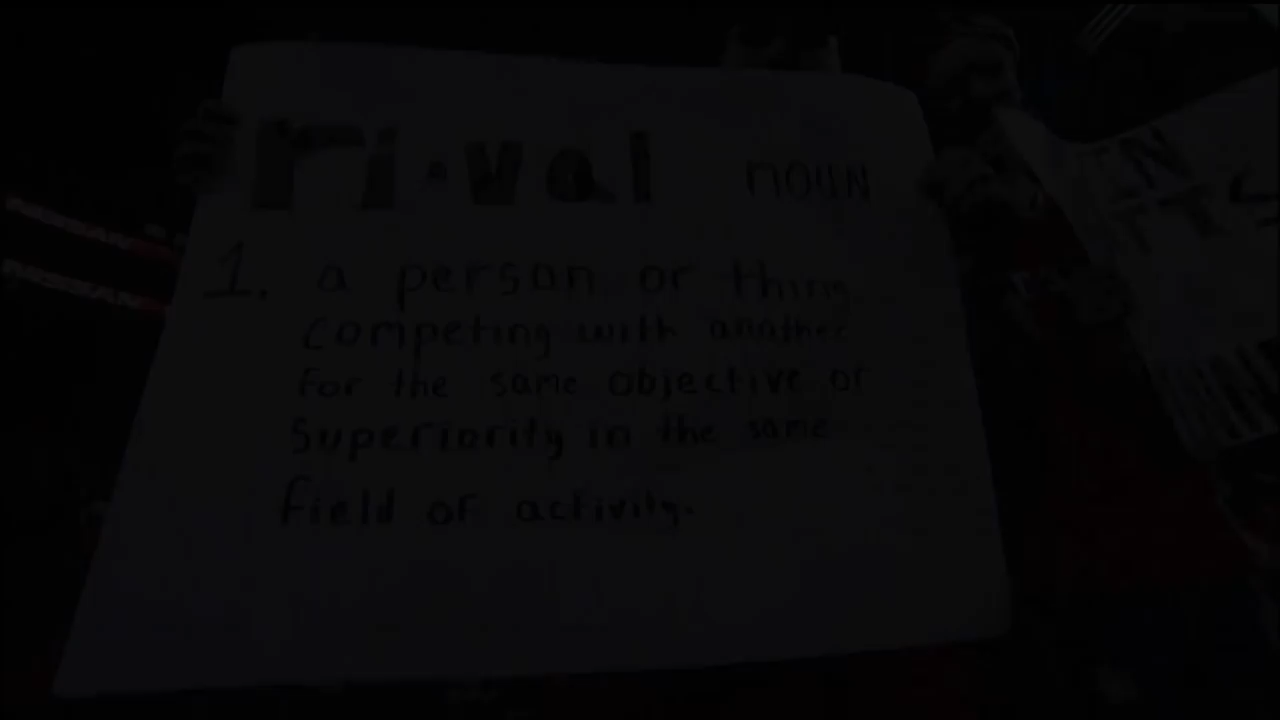 ri·val noun
1. a person or thing
competing with another
for the same objective or
superiority in the same
field of activity.